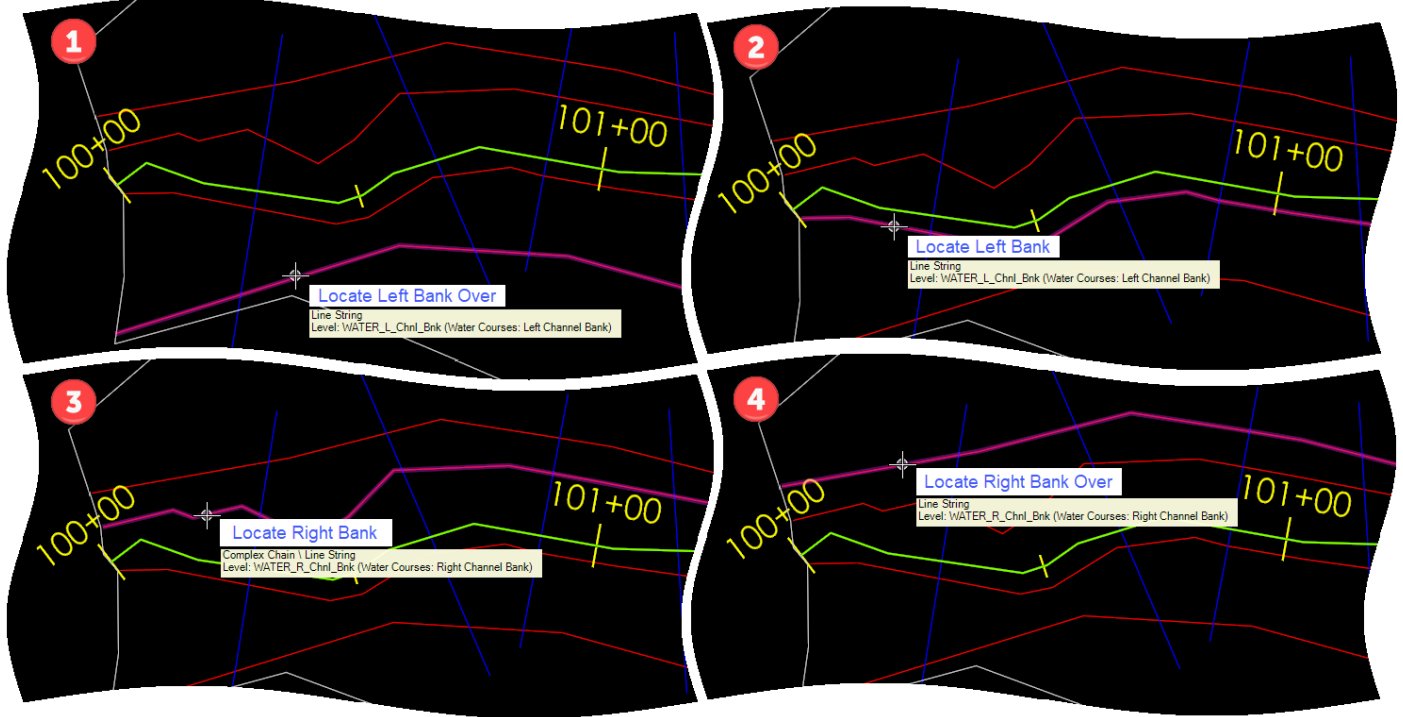 1
100+00
101+00
Locate Left Bank Over
Line String
Level: WATER_L_Chnl_Bnk (Water Courses: Left Channel Bank)
2
100+00
101+00
Locate Left Bank
Line String
Level: WATER_L_Chnl_Bnk (Water Courses: Left Channel Bank)
3
100+00
101+00
Locate Right Bank
Complex Chain \ Line String
Level: WATER_R_Chnl_Bnk (Water Courses: Right Channel Bank)
4
100+00
101+00
Locate Right Bank Over
Line String
Level: WATER_R_Chnl_Bnk (Water Courses: Right Channel Bank)